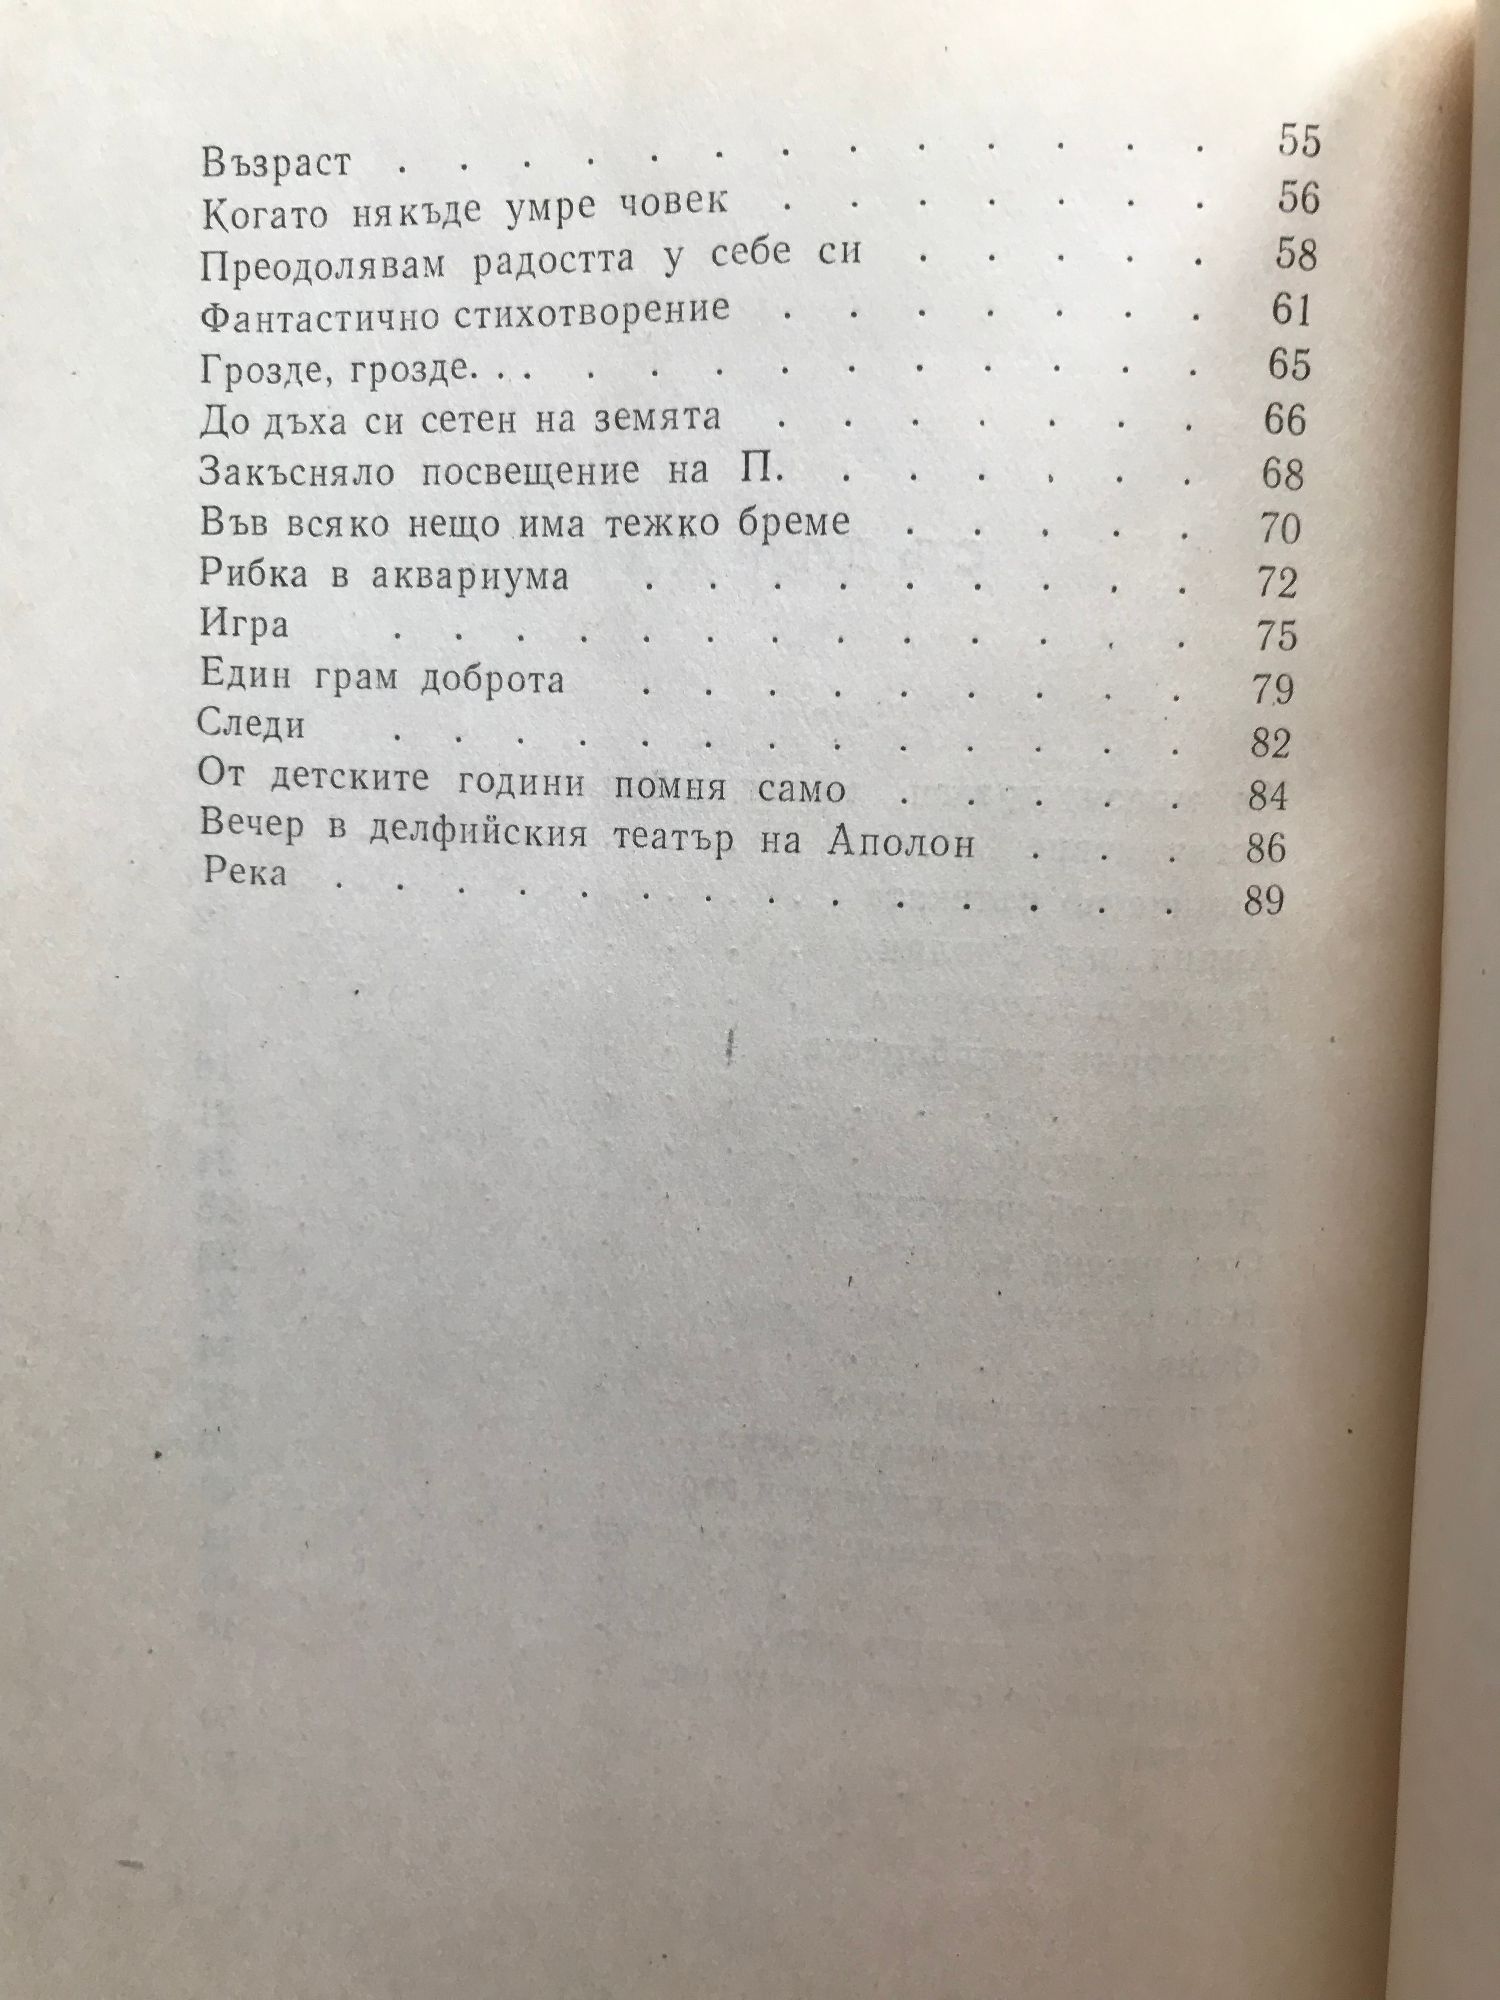 Възраст . . . . . . . . . . . . . 55
Когато някъде умре човек . . . . . . . 56
Преодолявам радостта у себе си . . . . . 58
Фантастично стихотворение . . . . . . . 61
Грозде, грозде. . . . . . . . . . . . . 65
До дъха си сетен на земята . . . . . . . 66
Закъсняло посвещение на П. . . . . . . 68
Във всяко нещо има тежко бреме . . . . . 70
Рибка в аквариума . . . . . . . . . 72
Игра . . . . . . . . . . . . . 75
Един грам доброта . . . . . . . . . 79
Следи . . . . . . . . . . . . . 82
От детските години помня само . . . . . 84
Вечер в делфийския театър на Аполон . . . 86
Река . . . . . . . . . . . . . . 89